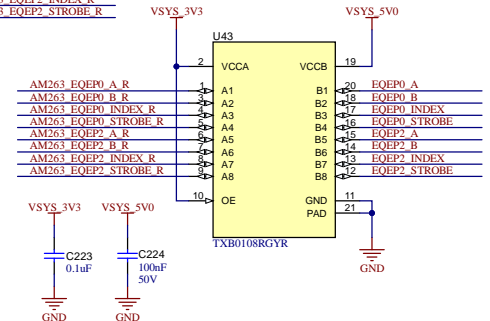 AM263_EQEP2_STROBE_R
VSYS_3V3
VSYS_5V0
U43
2 VCCA VCCB 19
AM263_EQEP0_A_R 1 A1 B1 20 EQEP0_A
AM263_EQEP0_B_R 3 A2 B2 18 EQEP0_B
AM263_EQEP0_INDEX_R 4 A3 B3 17 EQEP0_INDEX
AM263_EQEP0_STROBE_R 5 A4 B4 16 EQEP0_STROBE
AM263_EQEP2_A_R 6 A5 B5 15 EQEP2_A
AM263_EQEP2_B_R 7 A6 B6 14 EQEP2_B
AM263_EQEP2_INDEX_R 8 A7 B7 13 EQEP2_INDEX
AM263_EQEP2_STROBE_R 9 A8 B8 12 EQEP2_STROBE
10 OE GND 11
PAD 21
TXB0108RGYR
GND
VSYS_3V3 VSYS_5V0
C223
0.1uF
C224
100nF
50V
GND GND